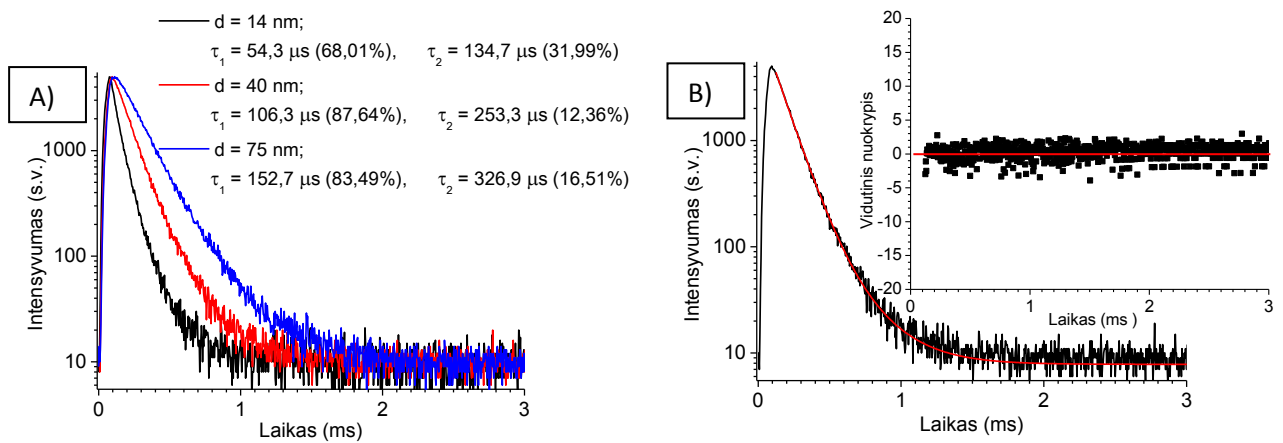 A)
d = 14 nm;
τ1 = 54,3 μs (68,01%), τ2 = 134,7 μs (31,99%)
d = 40 nm;
τ1 = 106,3 μs (87,64%), τ2 = 253,3 μs (12,36%)
d = 75 nm;
τ1 = 152,7 μs (83,49%), τ2 = 326,9 μs (16,51%)
Intensyvumas (s.v.)
1000
100
10
0 1 2 3
Laikas (ms)
B)
Intensyvumas (s.v.)
1000
100
10
0 1 2 3
Laikas (ms)
Vidutinis nuokrypis
20
15
10
5
0
-5
-10
-15
-20
0 1 2 3
Laikas (ms )